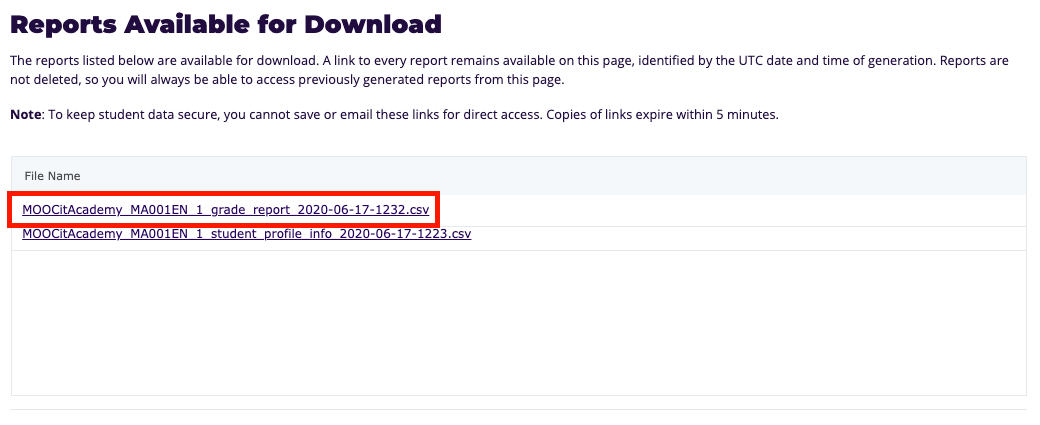 Reports Available for Download
The reports listed below are available for download. A link to every report remains available on this page, identified by the UTC date and time of generation. Reports are
not deleted, so you will always be able to access previously generated reports from this page.
Note: To keep student data secure, you cannot save or email these links for direct access. Copies of links expire within 5 minutes.
File Name
MOOCitAcademy_MA001EN_1_grade_report_2020-06-17-1232.csv
MOOCitAcademy_MA001EN_1_student_profile_info_2020-06-17-1223.csv